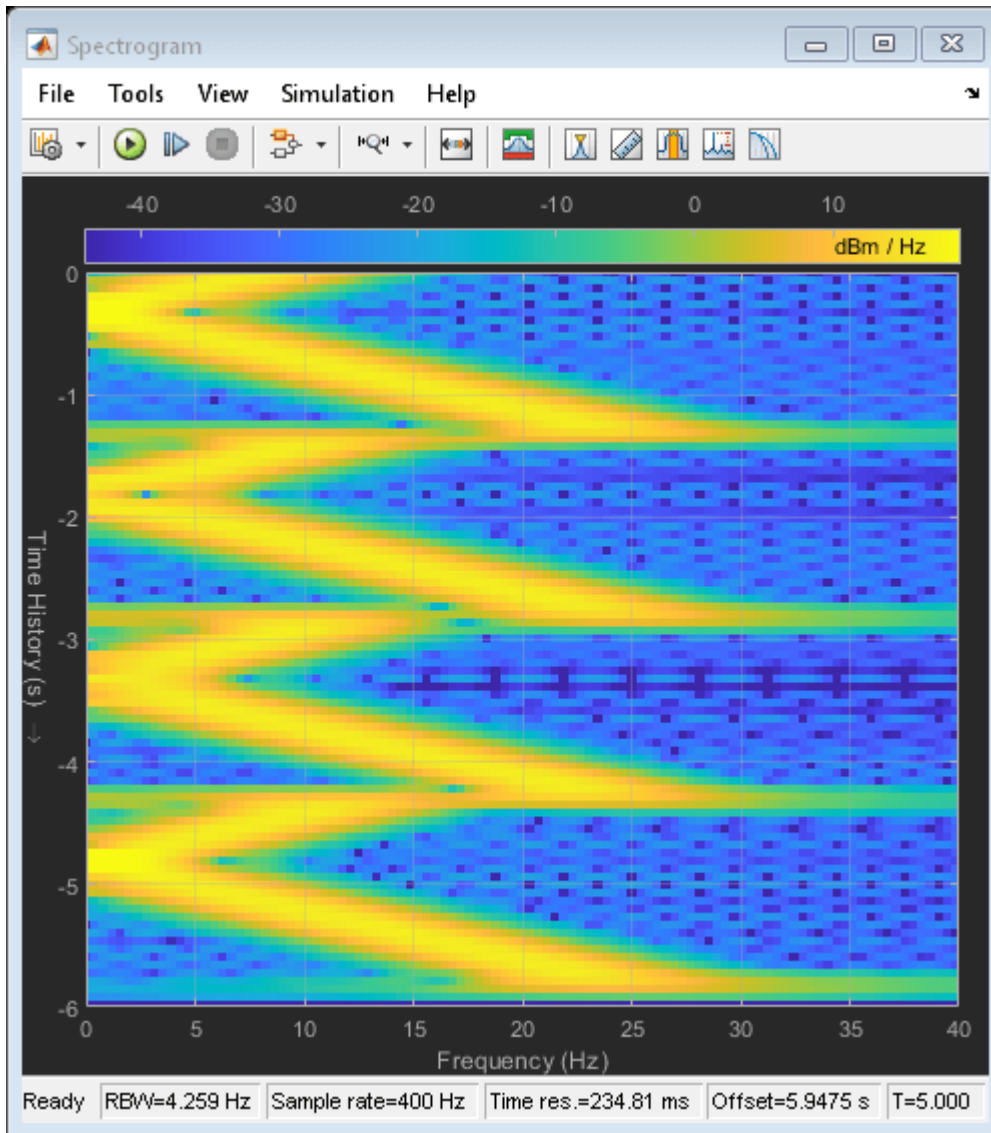 Spectrogram
File Tools View Simulation Help
-40 -30 -20 -10 0 10
dBm / Hz
0
-1
-2
-3
-4
-5
-6
Time History (s) →
0 5 10 15 20 25 30 35 40
Frequency (Hz)
Ready RBW=4.259 Hz Sample rate=400 Hz Time res.=234.81 ms Offset=5.9475 s T=5.000